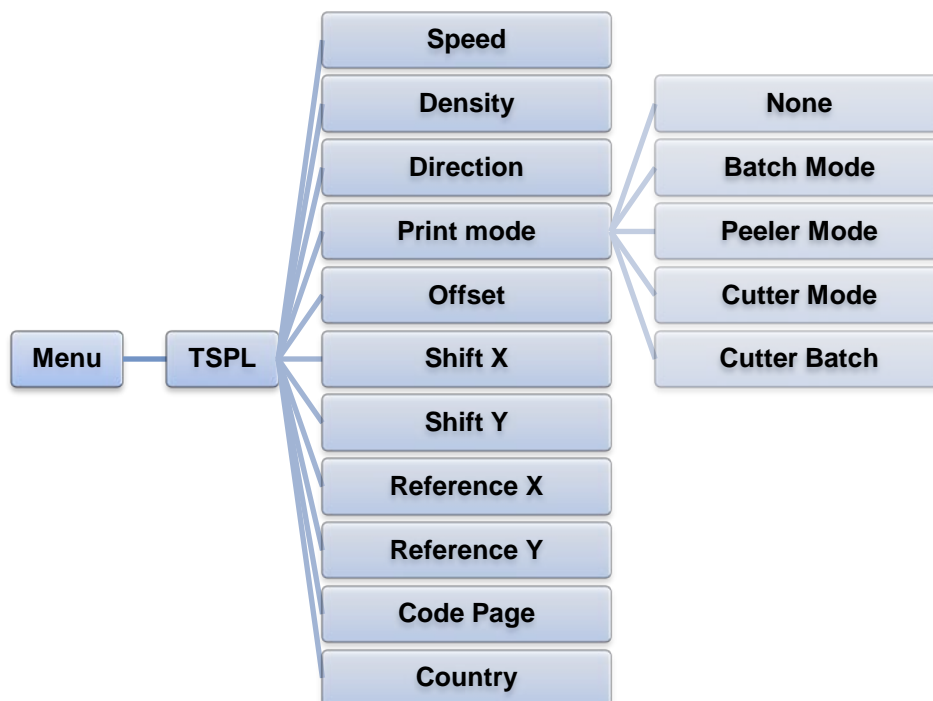 Speed
Density
None
Direction
Batch Mode
Print mode
Peeler Mode
Offset
Cutter Mode
Menu
TSPL
Shift X
Cutter Batch
Shift Y
Reference X
Reference Y
Code Page
Country